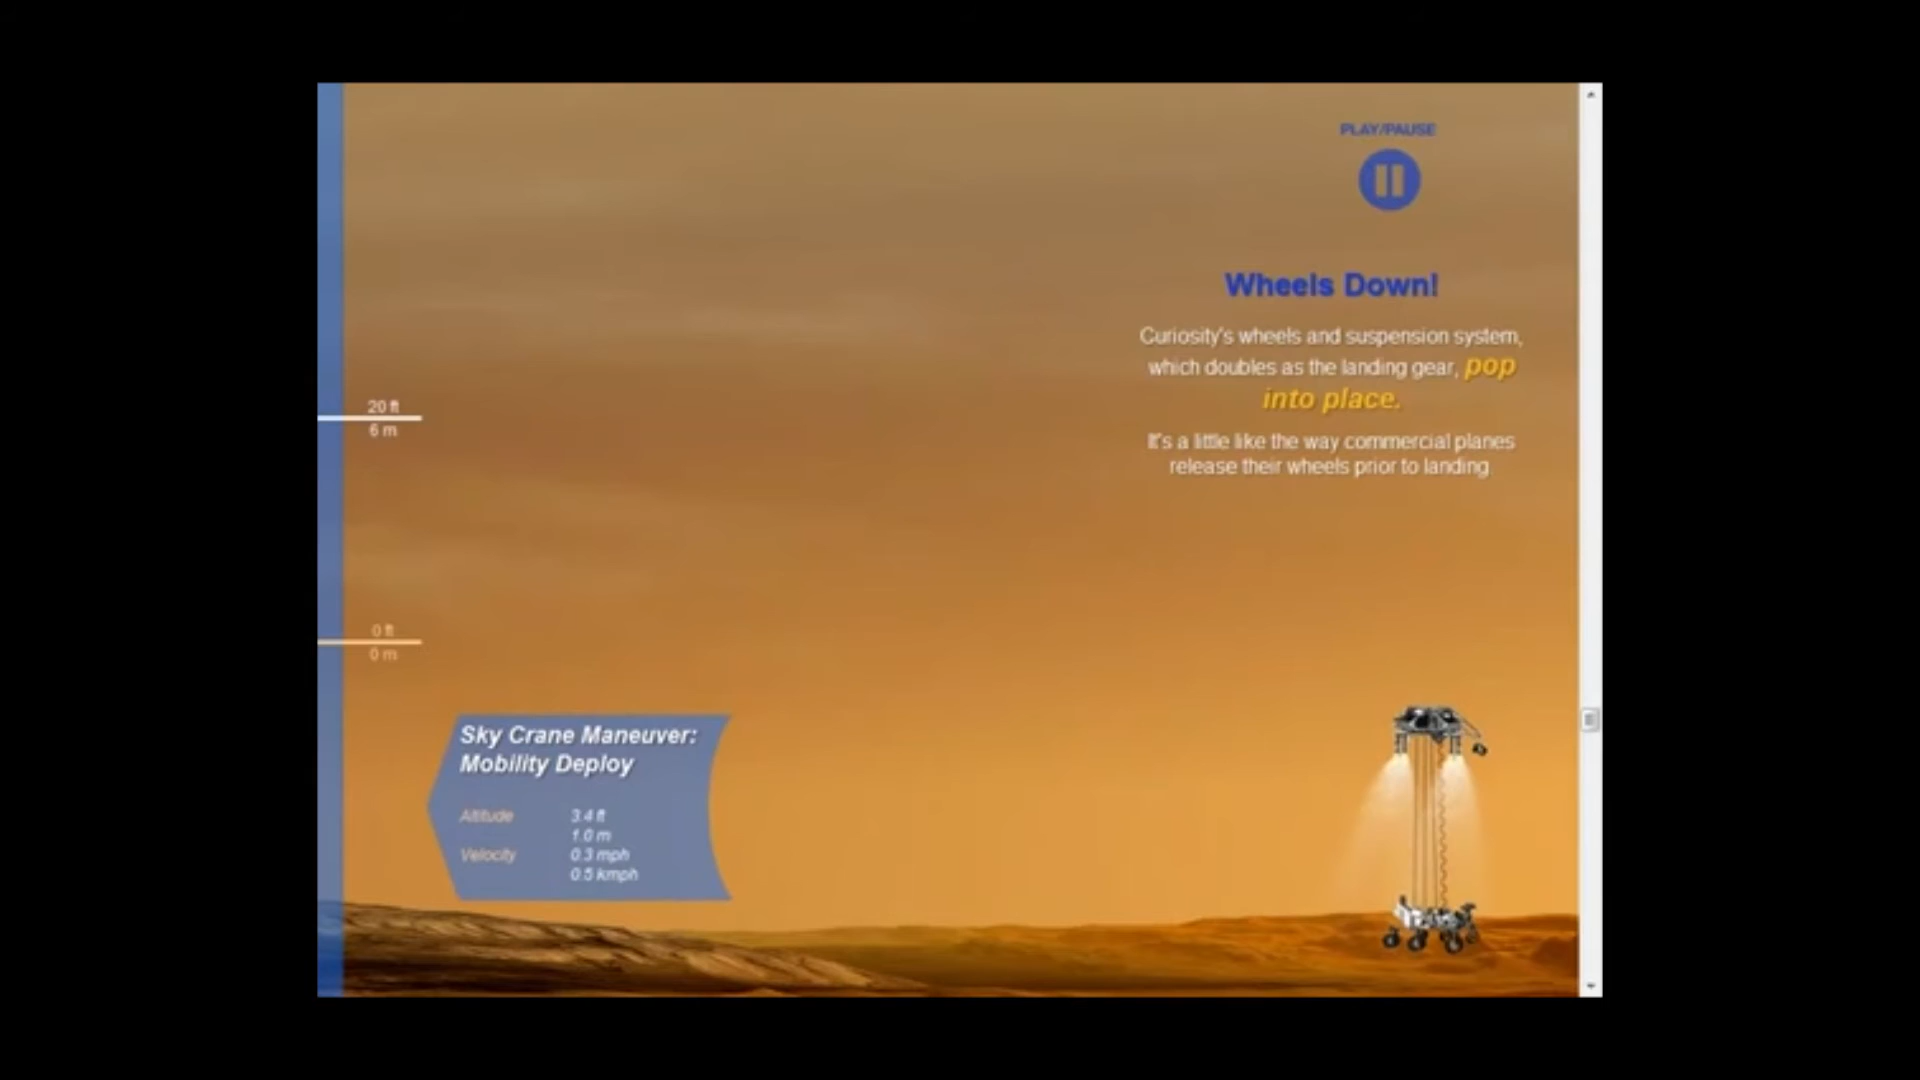 PLAY/PAUSE
Wheels Down!
Curiosity's wheels and suspension system,
which doubles as the landing gear, pop
into place.
It's a little like the way commercial planes
release their wheels prior to landing
20 ft
6 m
0 ft
0 m
Sky Crane Maneuver:
Mobility Deploy
Altitude 3.4 ft
1.0 m
Velocity 0.3 mph
0.5 kmph